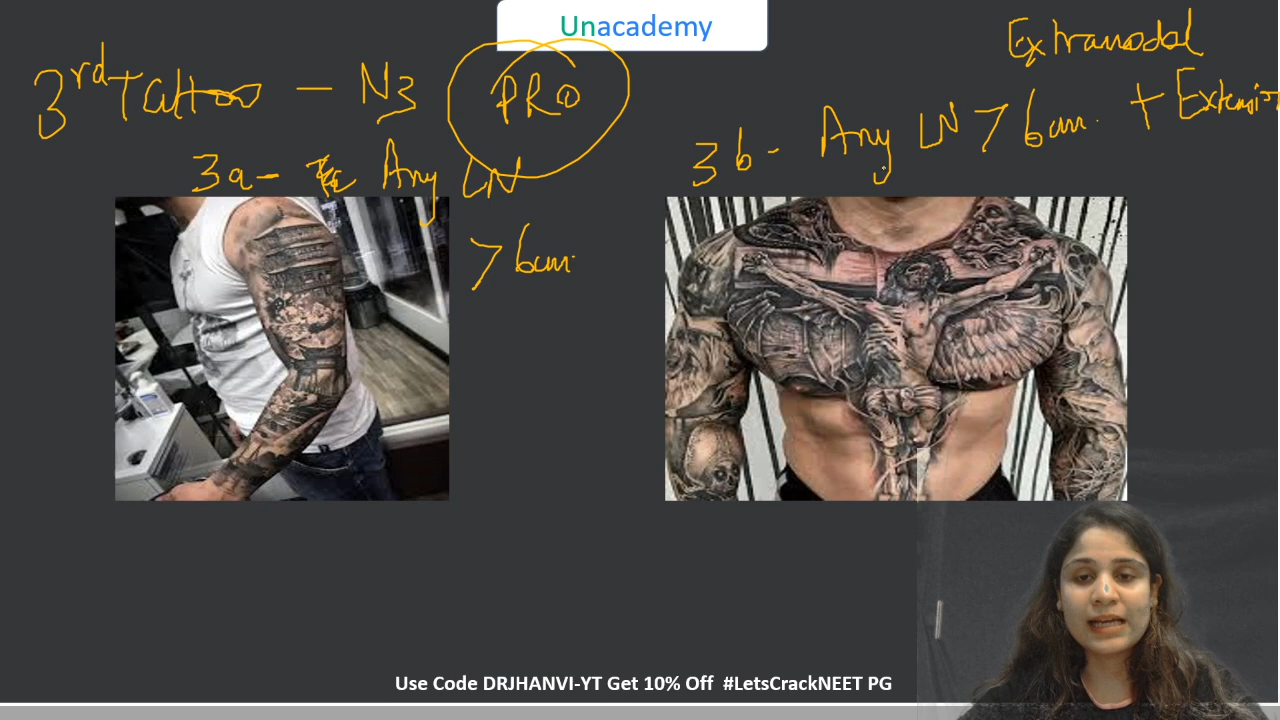 Unacademy
Extranodal
3rd Tattoo - N3 PRO
3b - Any LN > 6cm. + Extension
3a - Any LN
> 6cm.
Use Code DRJHANVI-YT Get 10% Off #LetsCrackNEET PG